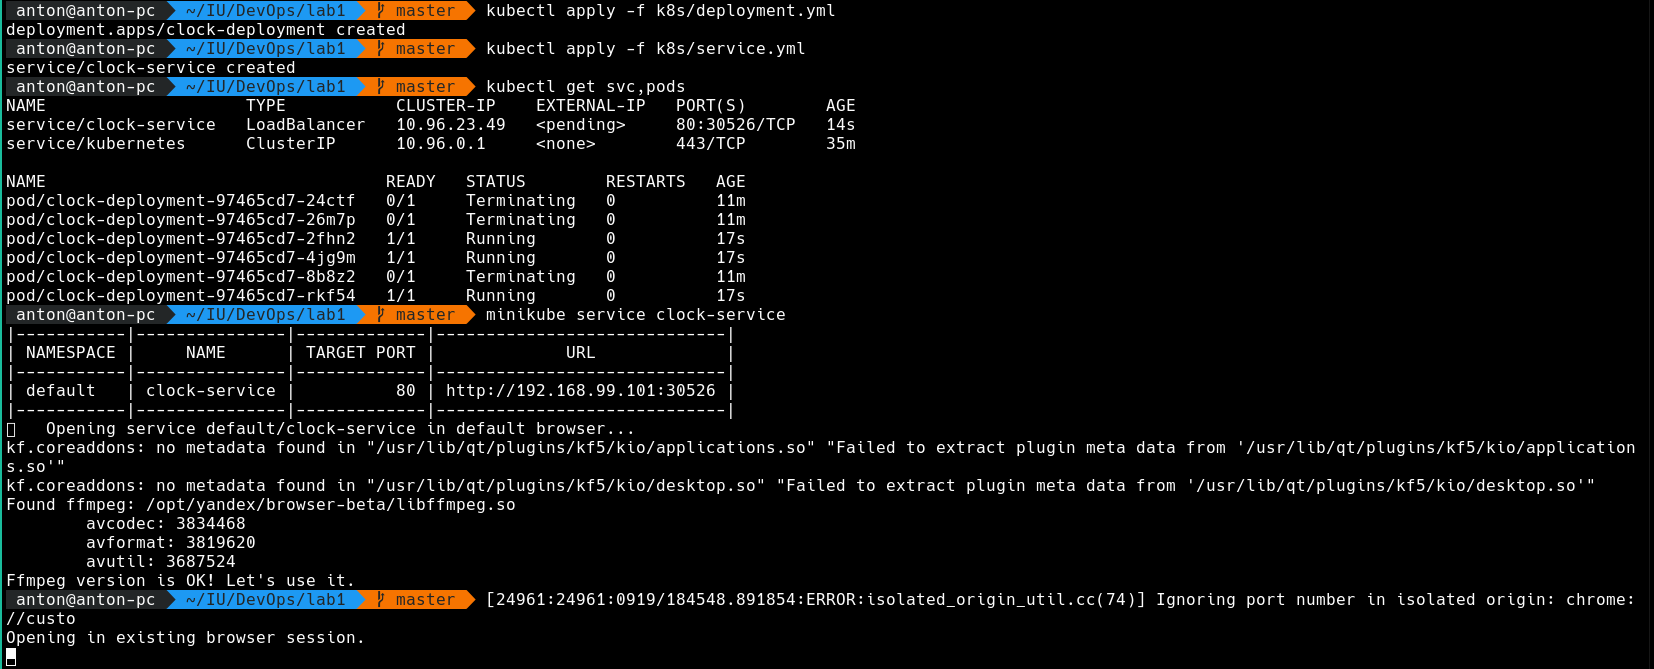 anton@anton-pc ~/IU/DevOps/lab1 master kubectl apply -f k8s/deployment.yml
deployment.apps/clock-deployment created
anton@anton-pc ~/IU/DevOps/lab1 master kubectl apply -f k8s/service.yml
service/clock-service created
anton@anton-pc ~/IU/DevOps/lab1 master kubectl get svc,pods
NAME                    TYPE           CLUSTER-IP    EXTERNAL-IP   PORT(S)        AGE
service/clock-service   LoadBalancer   10.96.23.49   <pending>     80:30526/TCP   14s
service/kubernetes      ClusterIP      10.96.0.1     <none>        443/TCP        35m

NAME                                  READY   STATUS        RESTARTS   AGE
pod/clock-deployment-97465cd7-24ctf   0/1     Terminating   0          11m
pod/clock-deployment-97465cd7-26m7p   0/1     Terminating   0          11m
pod/clock-deployment-97465cd7-2fhn2   1/1     Running       0          17s
pod/clock-deployment-97465cd7-4jg9m   1/1     Running       0          17s
pod/clock-deployment-97465cd7-8b8z2   0/1     Terminating   0          11m
pod/clock-deployment-97465cd7-rkf54   1/1     Running       0          17s
anton@anton-pc ~/IU/DevOps/lab1 master minikube service clock-service
|-----------|---------------|-------------|-----------------------------|
| NAMESPACE |     NAME      | TARGET PORT |             URL             |
|-----------|---------------|-------------|-----------------------------|
| default   | clock-service |          80 | http://192.168.99.101:30526 |
|-----------|---------------|-------------|-----------------------------|
Opening service default/clock-service in default browser...
kf.coreaddons: no metadata found in "/usr/lib/qt/plugins/kf5/kio/applications.so" "Failed to extract plugin meta data from '/usr/lib/qt/plugins/kf5/kio/application
s.so'"
kf.coreaddons: no metadata found in "/usr/lib/qt/plugins/kf5/kio/desktop.so" "Failed to extract plugin meta data from '/usr/lib/qt/plugins/kf5/kio/desktop.so'"
Found ffmpeg: /opt/yandex/browser-beta/libffmpeg.so
        avcodec: 3834468
        avformat: 3819620
        avutil: 3687524
Ffmpeg version is OK! Let's use it.
anton@anton-pc ~/IU/DevOps/lab1 master [24961:24961:0919/184548.891854:ERROR:isolated_origin_util.cc(74)] Ignoring port number in isolated origin: chrome:
//custo
Opening in existing browser session.